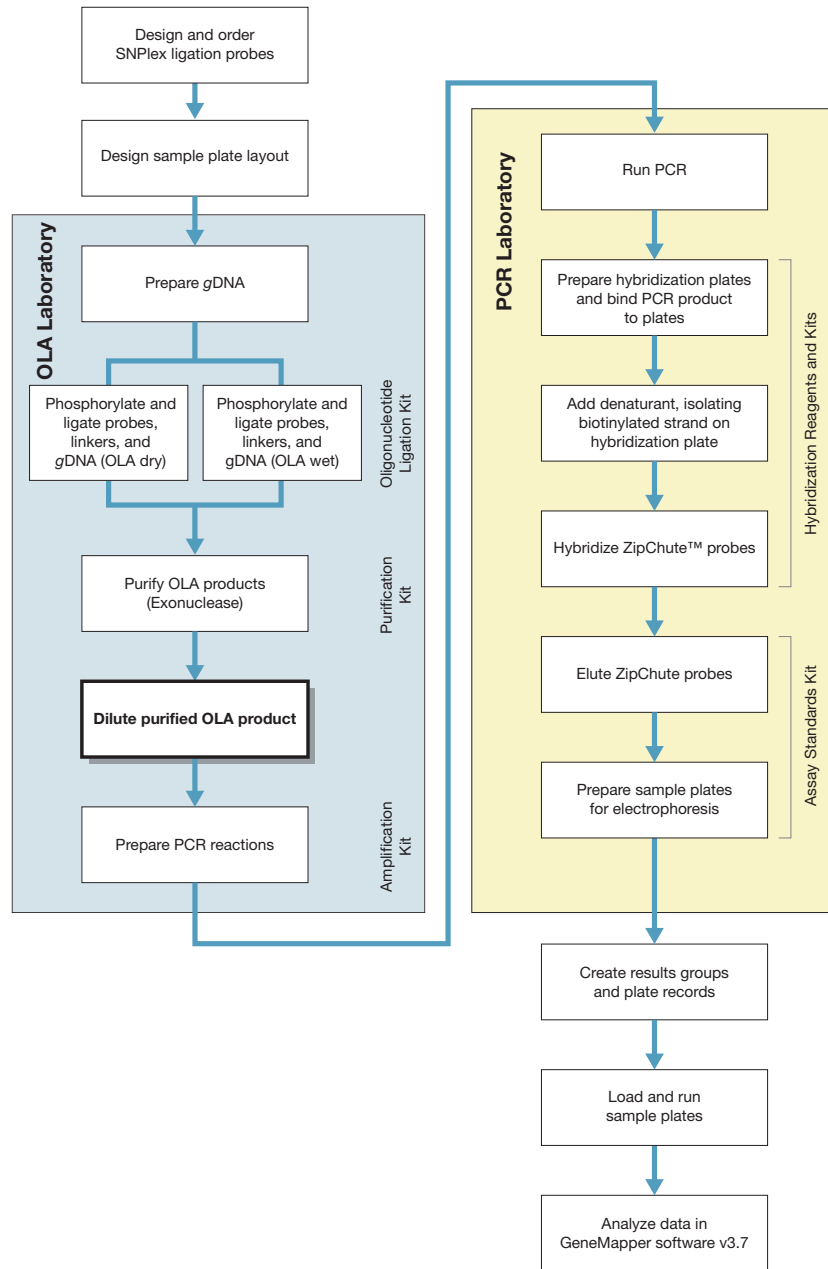 Design and order
SNPlex ligation probes
Design sample plate layout
OLA Laboratory
Prepare gDNA
Phosphorylate and
ligate probes,
linkers, and
gDNA (OLA dry)
Phosphorylate and
ligate probes,
linkers, and
gDNA (OLA wet)
Oligonucleotide
Ligation Kit
Purify OLA products
(Exonuclease)
Purification
Kit
Dilute purified OLA product
Prepare PCR reactions
Amplification
Kit
PCR Laboratory
Run PCR
Prepare hybridization plates
and bind PCR product
to plates
Add denaturant, isolating
biotinylated strand on
hybridization plate
Hybridize ZipChute™ probes
Hybridization Reagents and Kits
Elute ZipChute probes
Prepare sample plates
for electrophoresis
Assay Standards Kit
Create results groups
and plate records
Load and run
sample plates
Analyze data in
GeneMapper software v3.7